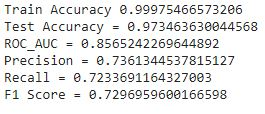 Train Accuracy 0.99975466573206
Test Accuracy = 0.973463630044568
ROC_AUC = 0.8565242269644892
Precision = 0.7361344537815127
Recall = 0.7233691164327003
F1 Score = 0.7296959600166598